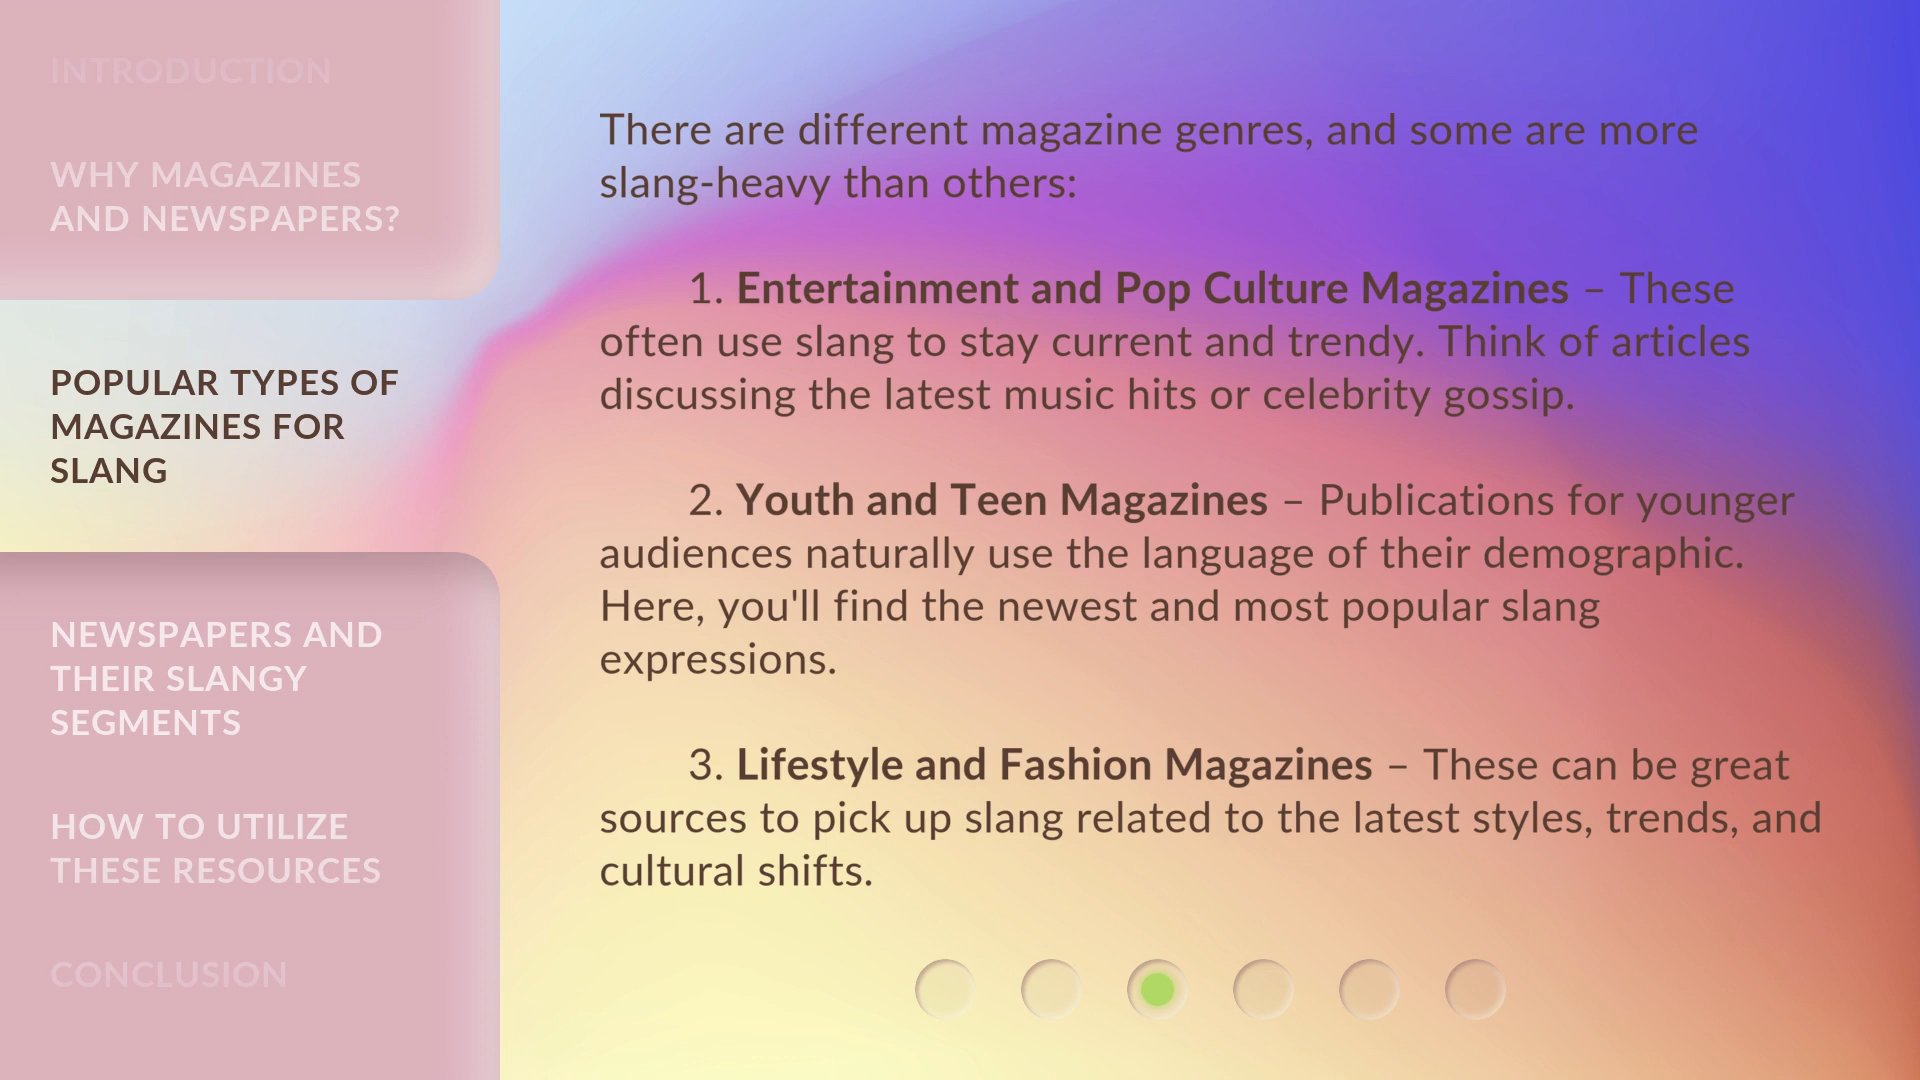 INTRODUCTION
WHY MAGAZINES
AND NEWSPAPERS?
POPULAR TYPES OF
MAGAZINES FOR
SLANG
NEWSPAPERS AND
THEIR SLANGY
SEGMENTS
HOW TO UTILIZE
THESE RESOURCES
CONCLUSION
There are different magazine genres, and some are more
slang-heavy than others:
1. Entertainment and Pop Culture Magazines – These
often use slang to stay current and trendy. Think of articles
discussing the latest music hits or celebrity gossip.
2. Youth and Teen Magazines – Publications for younger
audiences naturally use the language of their demographic.
Here, you'll find the newest and most popular slang
expressions.
3. Lifestyle and Fashion Magazines – These can be great
sources to pick up slang related to the latest styles, trends, and
cultural shifts.